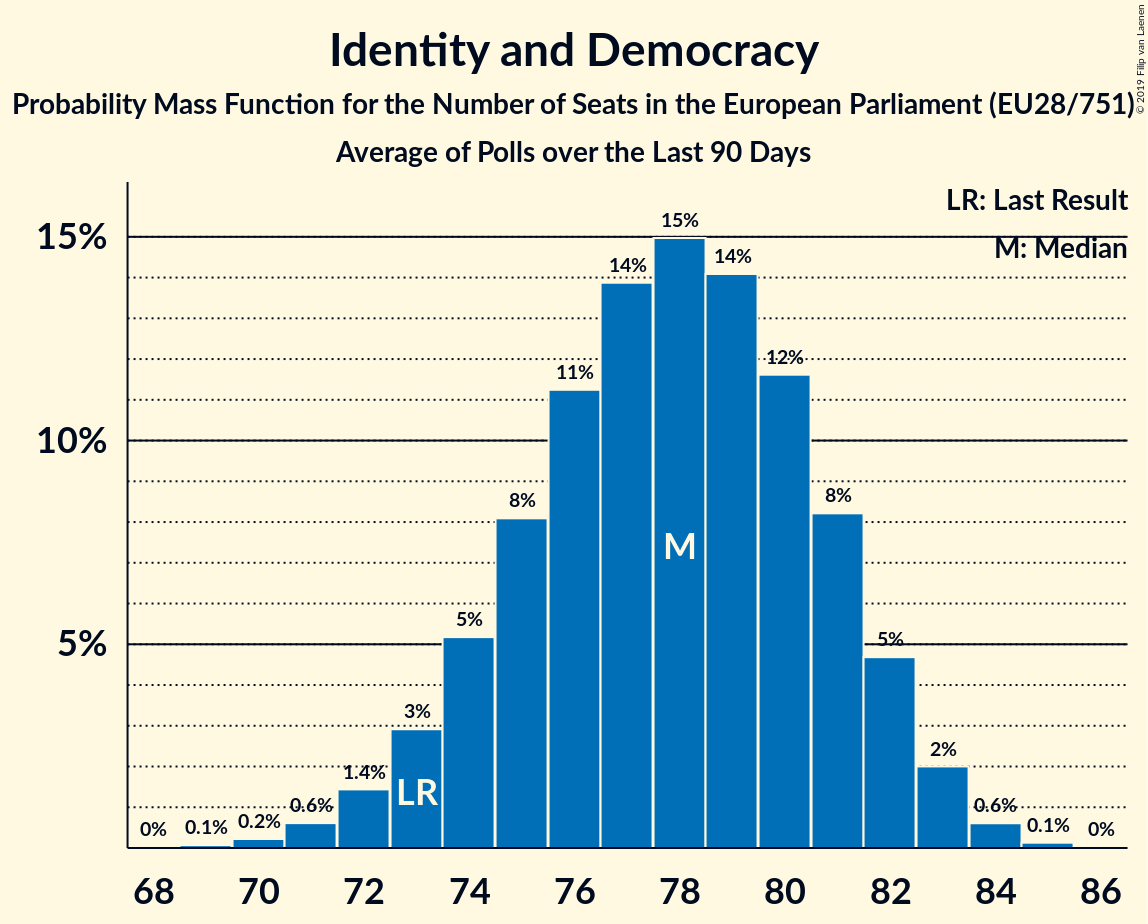 Identity and Democracy
Probability Mass Function for the Number of Seats in the European Parliament (EU28/751)
Average of Polls over the Last 90 Days
© 2019 Filip van Laenen
LR: Last Result
M: Median
15%
10%
5%
0%
0.1%
0.2%
0.6%
1.4%
3%
5%
8%
11%
14%
15%
14%
12%
8%
5%
2%
0.6%
0.1%
0%
LR
M
68 70 72 74 76 78 80 82 84 86